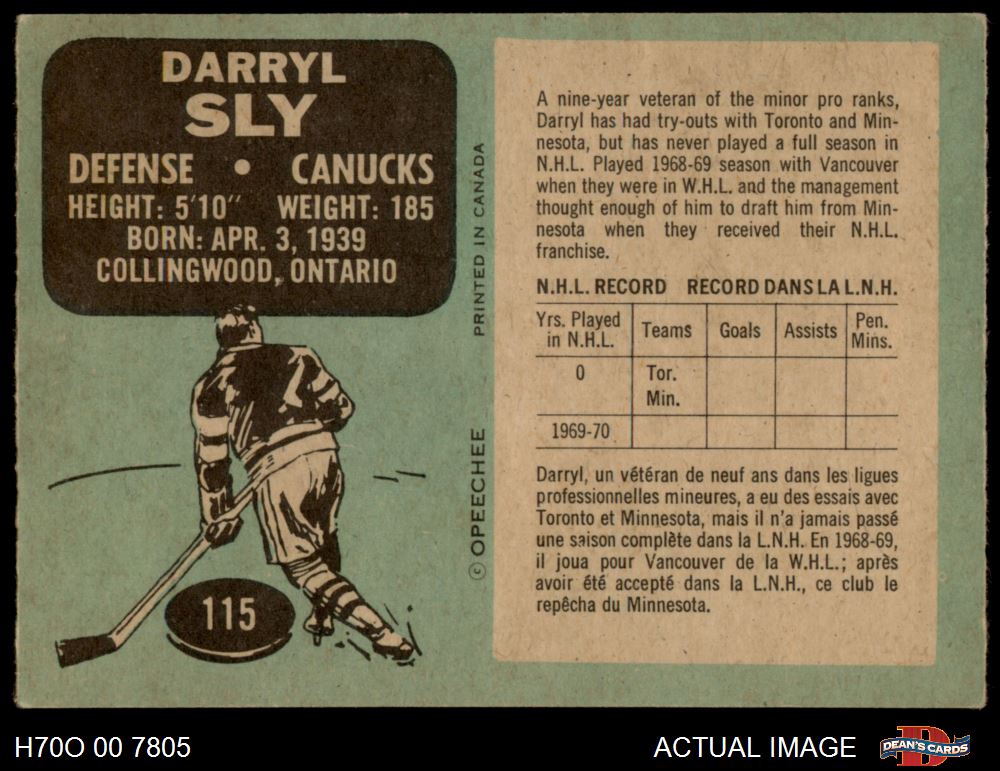 DARRYL
SLY
DEFENSE • CANUCKS
HEIGHT: 5'10" WEIGHT: 185
BORN: APR. 3, 1939
COLLINGWOOD, ONTARIO
115
© OPEECHEE PRINTED IN CANADA
A nine-year veteran of the minor pro ranks,
Darryl has had try-outs with Toronto and Min-
nesota, but has never played a full season in
N.H.L. Played 1968-69 season with Vancouver
when they were in W.H.L. and the management
thought enough of him to draft him from Min-
nesota when they received their N.H.L.
franchise.
N.H.L. RECORD RECORD DANS LA L.N.H.
Yrs. Played in N.H.L. Teams Goals Assists Pen. Mins.
0 Tor.
Min.
1969-70
Darryl, un vétéran de neuf ans dans les ligues
professionnelles mineures, a eu des essais avec
Toronto et Minnesota, mais il n'a jamais passé
une saison complète dans la L.N.H. En 1968-69,
il joua pour Vancouver de la W.H.L.; après
avoir été accepté dans la L.N.H., ce club le
repêcha du Minnesota.
H70O 00 7805
ACTUAL IMAGE
DEAN'S CARDS